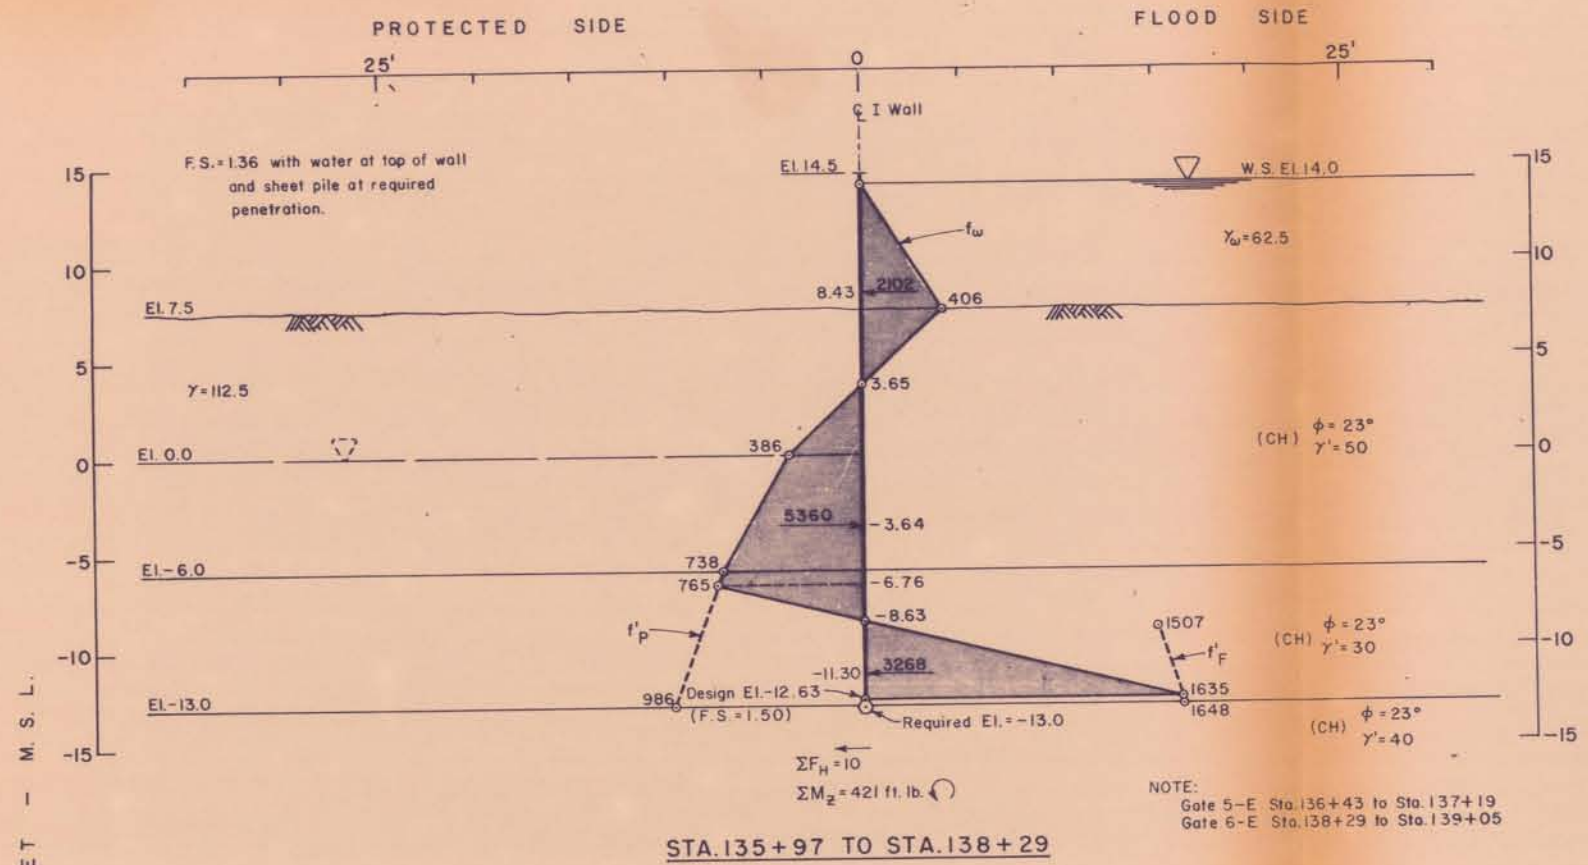 PROTECTED SIDE
FLOOD SIDE
25'
0
25'
℄ I Wall
F.S.=1.36 with water at top of wall
and sheet pile at required
penetration.
El.14.5
W.S. El.14.0
15
15
fω
γω=62.5
10
10
8.43
2102
406
El.7.5
5
5
3.65
γ=112.5
386
(CH) φ=23°
γ'=50
El.0.0
0
0
5360
-3.64
-5
-5
738
El.-6.0
765
-6.76
-8.63
f'P
1507
(CH) φ=23°
γ'=30
f'F
-10
-10
-11.30
3268
986
Design El.-12.63
(F.S.=1.50)
1635
1648
El.-13.0
Required El.=-13.0
(CH) φ=23°
γ'=40
-15
-15
ΣFH=10
ΣMz=421 ft. lb.
NOTE:
Gate 5-E Sta.136+43 to Sta.137+19
Gate 6-E Sta.138+29 to Sta.139+05
STA.135+97 TO STA.138+29
ET - M.S.L.